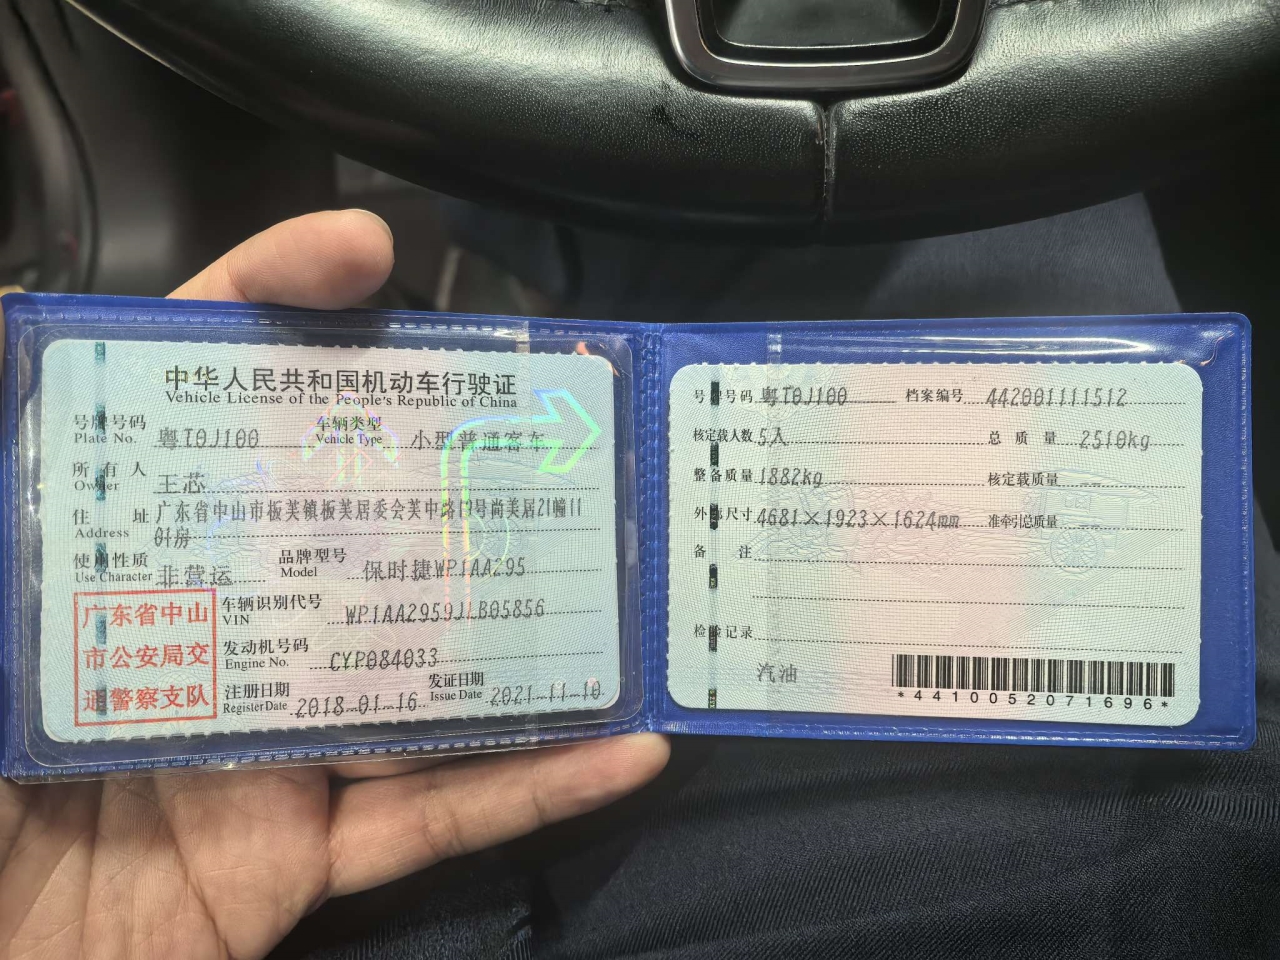 中华人民共和国机动车行驶证
Vehicle License of the People's Republic of China
号牌号码 粤T0J100 车辆类型 小型普通客车
Plate No. Vehicle Type
所有人 王芯
Owner
住址 广东省中山市板芙镇板芙居委会芙中路 号尚美居21幢11
Address 01房
使用性质 非营运 品牌型号 保时捷WP1AA295
Use Character Model
广东省中山
市公安局交
通警察支队
车辆识别代号 WP1AA2959JLB05856
VIN
发动机号码 CYP084033
Engine No.
注册日期 2018-01-16 发证日期 2021-11-10
Register Date Issue Date
号牌号码 粤T0J100 档案编号 442001111512
核定载人数 5人 总质量 2510kg
整备质量 1882kg 核定载质量 --
外廓尺寸 4681×1923×1624mm 准牵引总质量 --
备注
检验记录
汽油
*4410052071696*